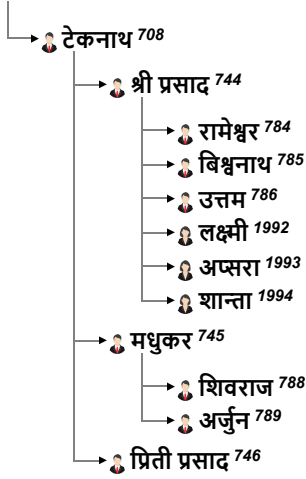 टेकनाथ 708
श्री प्रसाद 744
रामेश्वर 784
बिश्वनाथ 785
उत्तम 786
लक्ष्मी 1992
अप्सरा 1993
शान्ता 1994
मधुकर 745
शिवराज 788
अर्जुन 789
प्रिती प्रसाद 746